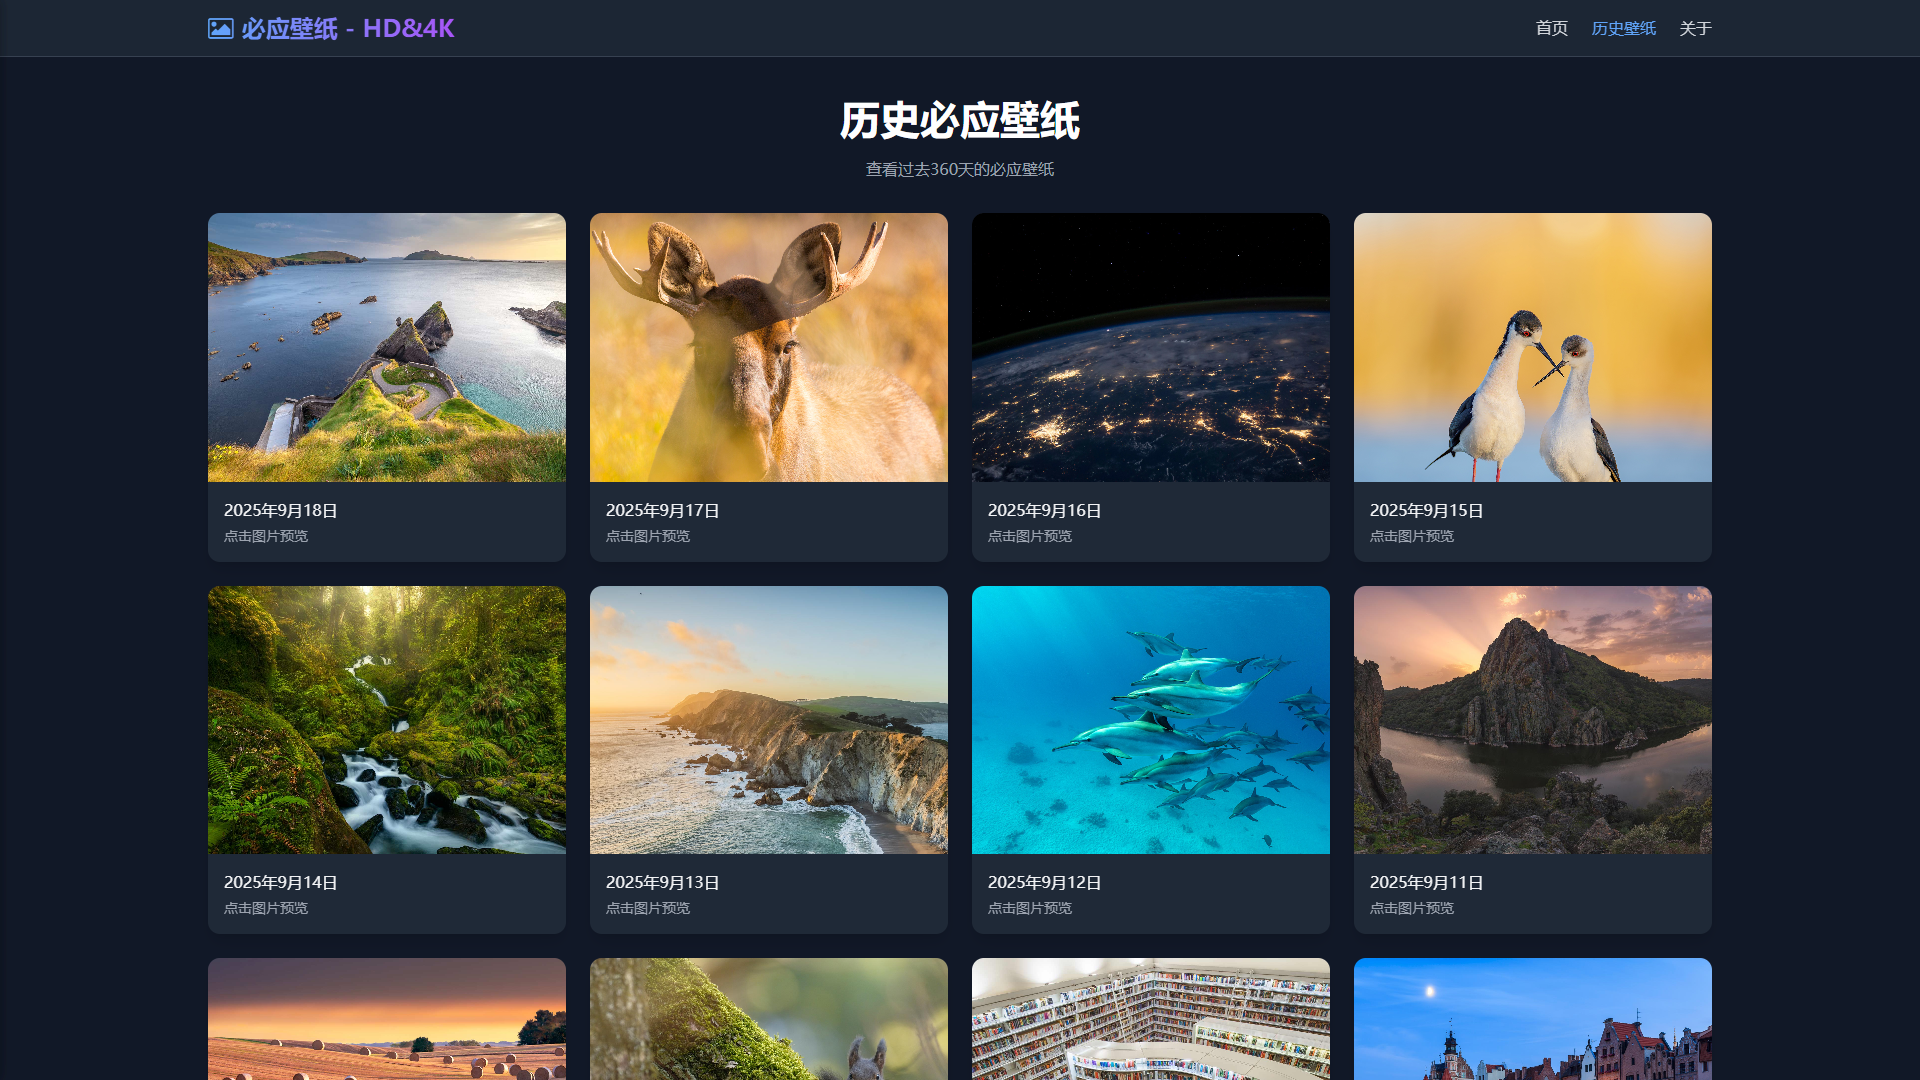 必应壁纸 - HD&4K
首页 历史壁纸 关于
历史必应壁纸
查看过去360天的必应壁纸
2025年9月18日
点击图片预览
2025年9月17日
点击图片预览
2025年9月16日
点击图片预览
2025年9月15日
点击图片预览
2025年9月14日
点击图片预览
2025年9月13日
点击图片预览
2025年9月12日
点击图片预览
2025年9月11日
点击图片预览